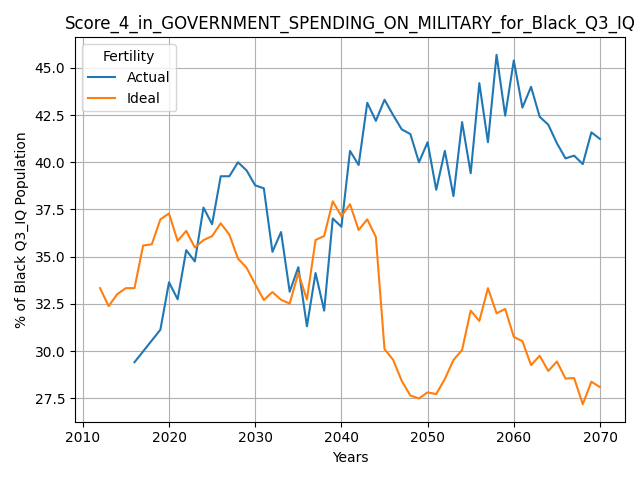 Score_4_in_GOVERNMENT_SPENDING_ON_MILITARY_for_Black_Q3_IQ
Fertility
Actual
Ideal
% of Black Q3_IQ Population
45.0
42.5
40.0
37.5
35.0
32.5
30.0
27.5
2010 2020 2030 2040 2050 2060 2070
Years